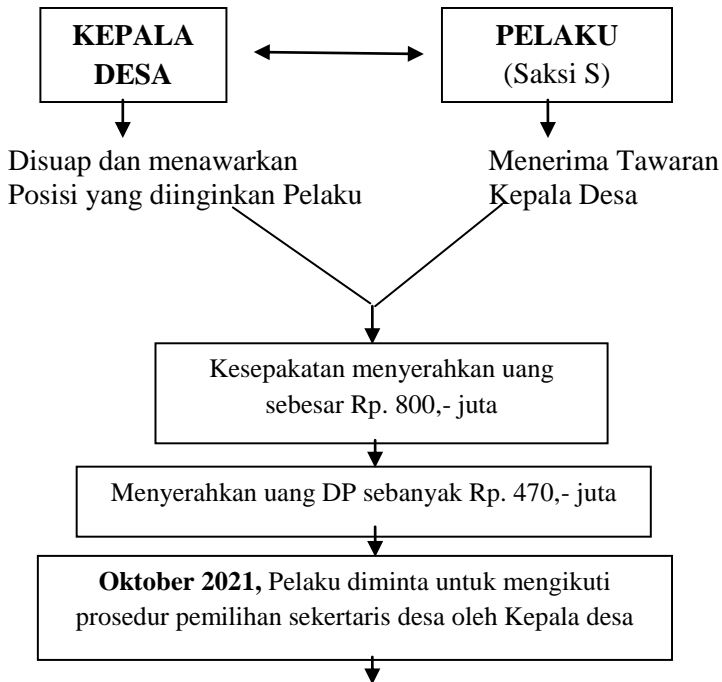 KEPALA
DESA
PELAKU
(Saksi S)
Disuap dan menawarkan
Posisi yang diinginkan Pelaku
Menerima Tawaran
Kepala Desa
Kesepakatan menyerahkan uang
sebesar Rp. 800,- juta
Menyerahkan uang DP sebanyak Rp. 470,- juta
Oktober 2021, Pelaku diminta untuk mengikuti
prosedur pemilihan sekertaris desa oleh Kepala desa